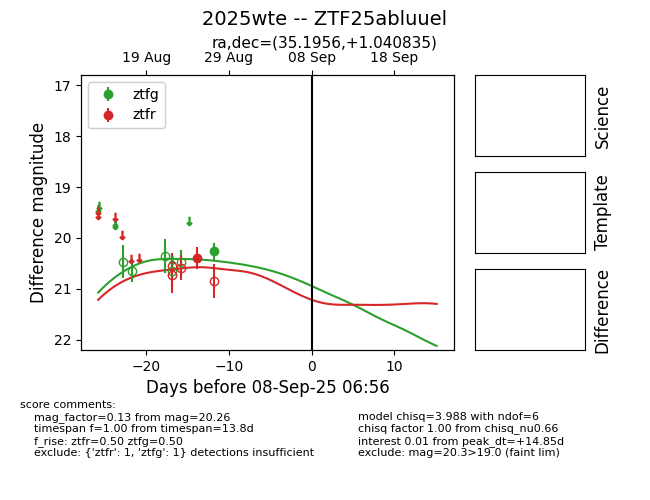 2025wte -- ZTF25abluuel
ra,dec=(35.1956,+1.040835)
19 Aug 29 Aug 08 Sep 18 Sep
ztfg
ztfr
17
18
19
20
21
22
Difference magnitude
−20 −10 0 10
Days before 08-Sep-25 06:56
Science
Template
Difference
score comments:
mag_factor=0.13 from mag=20.26
timespan f=1.00 from timespan=13.8d
f_rise: ztfr=0.50 ztfg=0.50
exclude: {'ztfr': 1, 'ztfg': 1} detections insufficient
model chisq=3.988 with ndof=6
chisq factor 1.00 from chisq_nu0.66
interest 0.01 from peak_dt=+14.85d
exclude: mag=20.3>19.0 (faint lim)